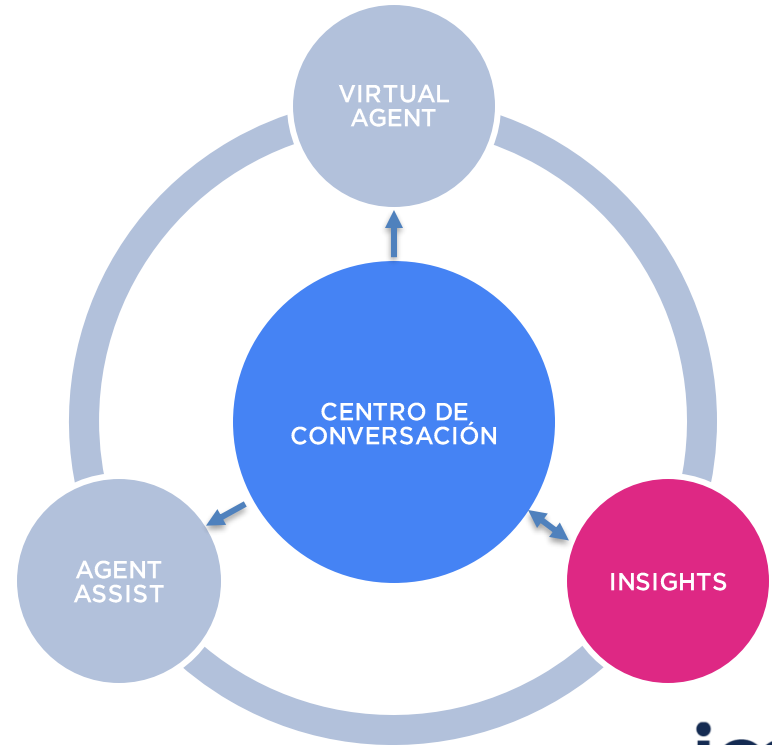 VIRTUAL
AGENT
CENTRO DE
CONVERSACIÓN
AGENT
ASSIST
INSIGHTS